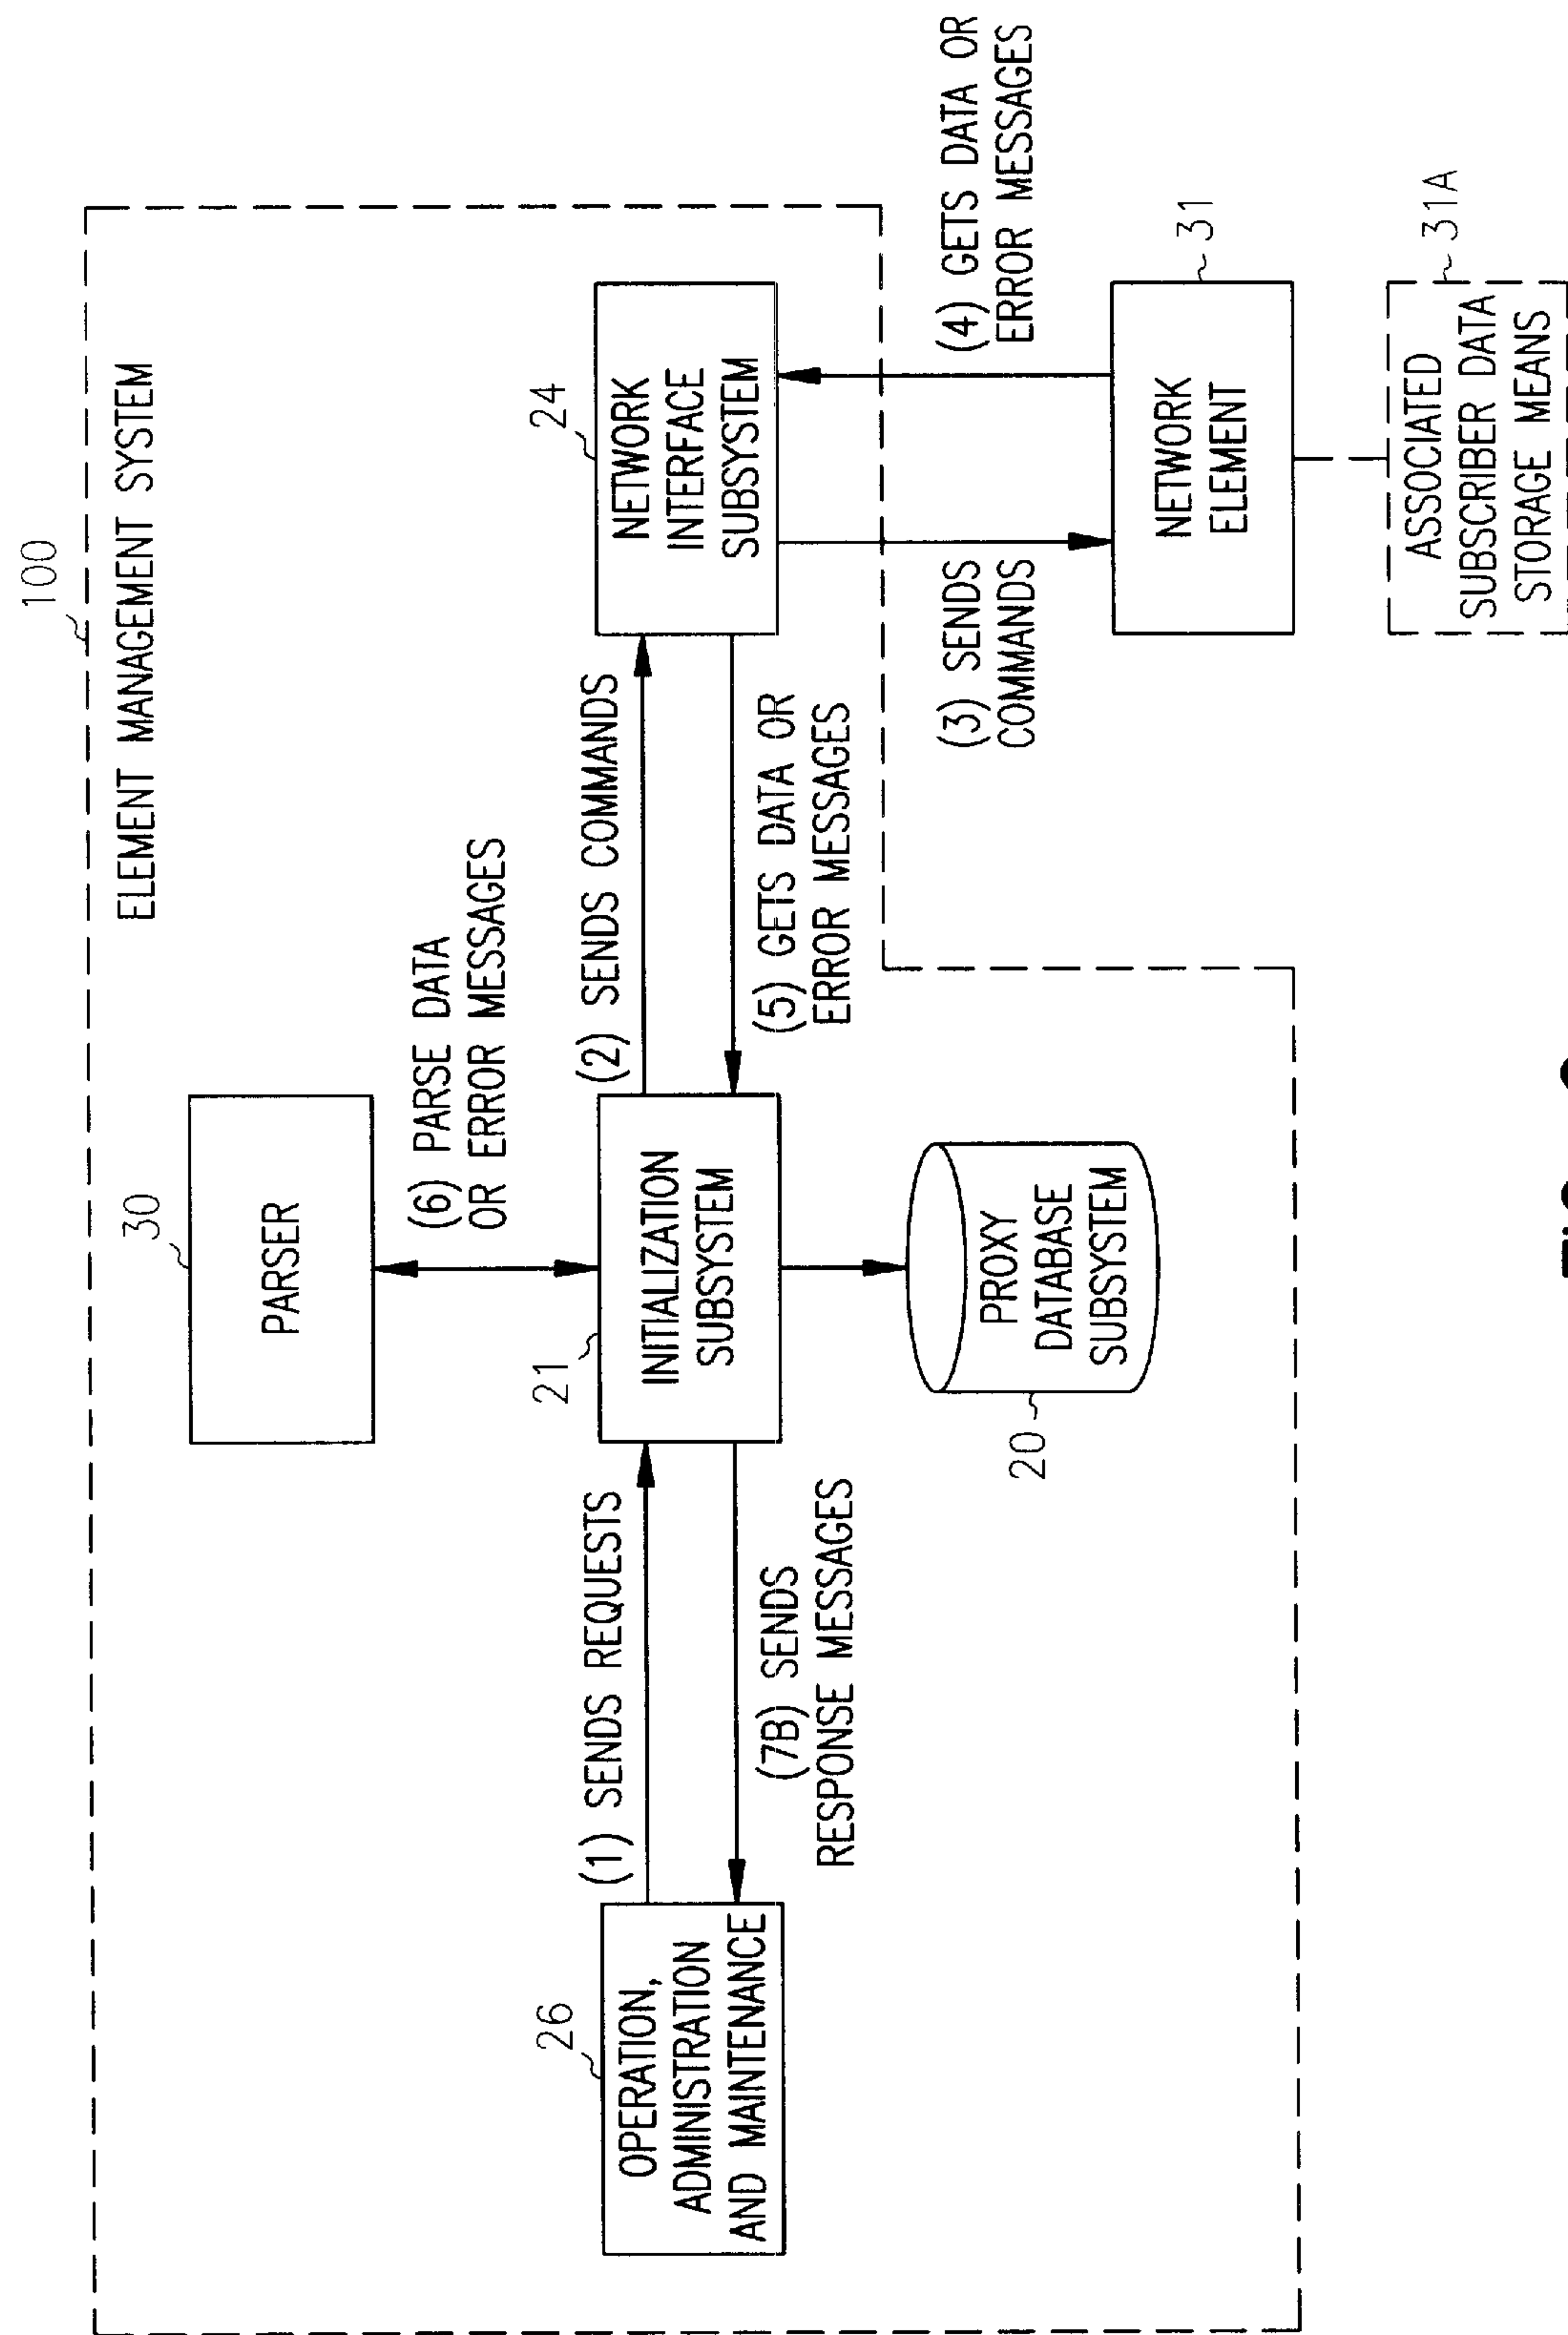 100
ELEMENT MANAGEMENT SYSTEM
30
PARSER
(6) PARSE DATA
OR ERROR MESSAGES
26
OPERATION,
ADMINISTRATION
AND MAINTENANCE
(1) SENDS REQUESTS
(7B) SENDS
RESPONSE MESSAGES
21
INITIALIZATION
SUBSYSTEM
(2) SENDS COMMANDS
(5) GETS DATA OR
ERROR MESSAGES
24
NETWORK
INTERFACE
SUBSYSTEM
20
PROXY
DATABASE
SUBSYSTEM
(3) SENDS
COMMANDS
(4) GETS DATA OR
ERROR MESSAGES
31
NETWORK
ELEMENT
31A
ASSOCIATED
SUBSCRIBER DATA
STORAGE MEANS